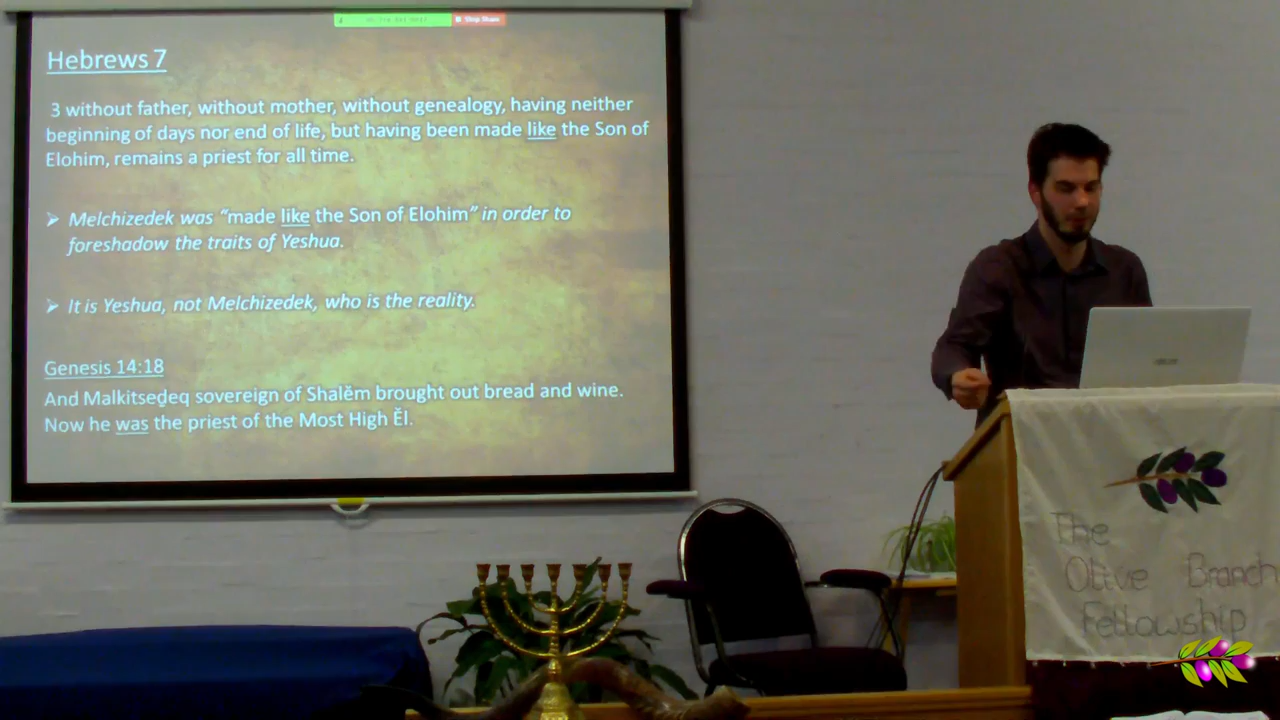 Stop Share
Hebrews 7
3 without father, without mother, without genealogy, having neither
beginning of days nor end of life, but having been made like the Son of
Elohim, remains a priest for all time.
➢ Melchizedek was “made like the Son of Elohim” in order to
foreshadow the traits of Yeshua.
➢ It is Yeshua, not Melchizedek, who is the reality.
Genesis 14:18
And Malkitseḏeq sovereign of Shalĕm brought out bread and wine.
Now he was the priest of the Most High Ěl.
The
Olive Branch
Fellowship